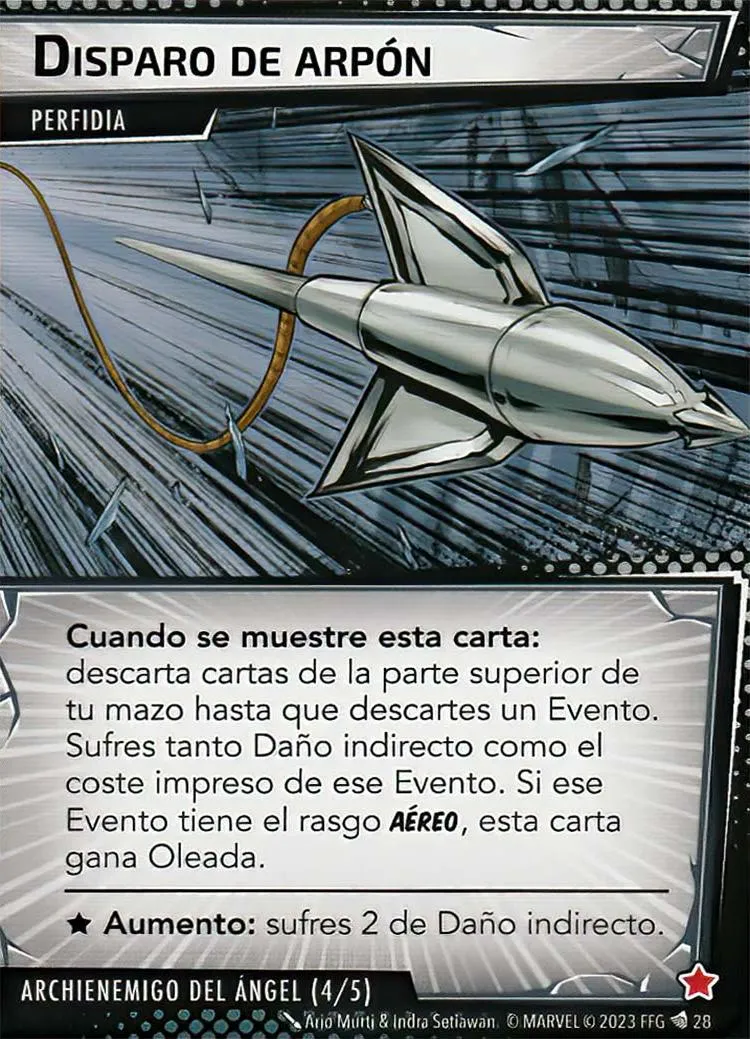 DISPARO DE ARPÓN
PERFIDIA
Cuando se muestre esta carta:
descarta cartas de la parte superior de
tu mazo hasta que descartes un Evento.
Sufres tanto Daño indirecto como el
coste impreso de ese Evento. Si ese
Evento tiene el rasgo AÉREO, esta carta
gana Oleada.
★ Aumento: sufres 2 de Daño indirecto.
ARCHIENEMIGO DEL ÁNGEL (4/5)
Arjo Murti & Indra Setiawan. © MARVEL © 2023 FFG 28